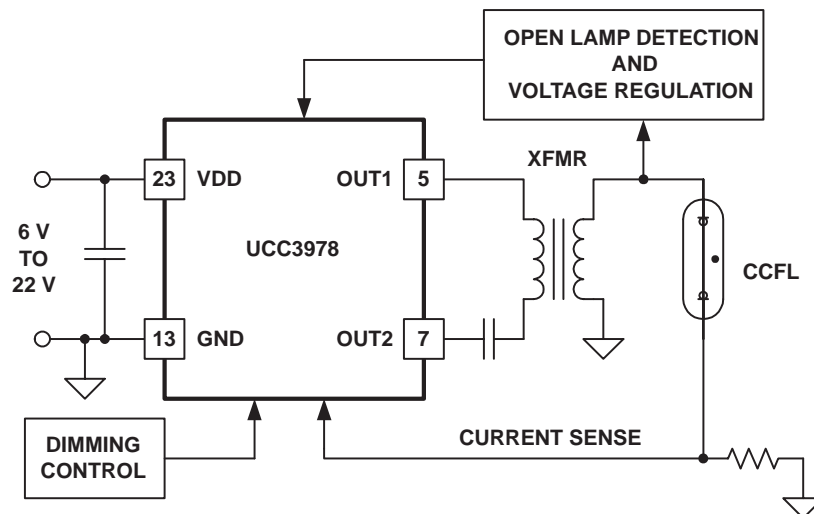 OPEN LAMP DETECTION
AND
VOLTAGE REGULATION
XFMR
23 VDD
OUT1 5
6 V
TO
22 V
UCC3978
CCFL
13 GND
OUT2 7
DIMMING
CONTROL
CURRENT SENSE